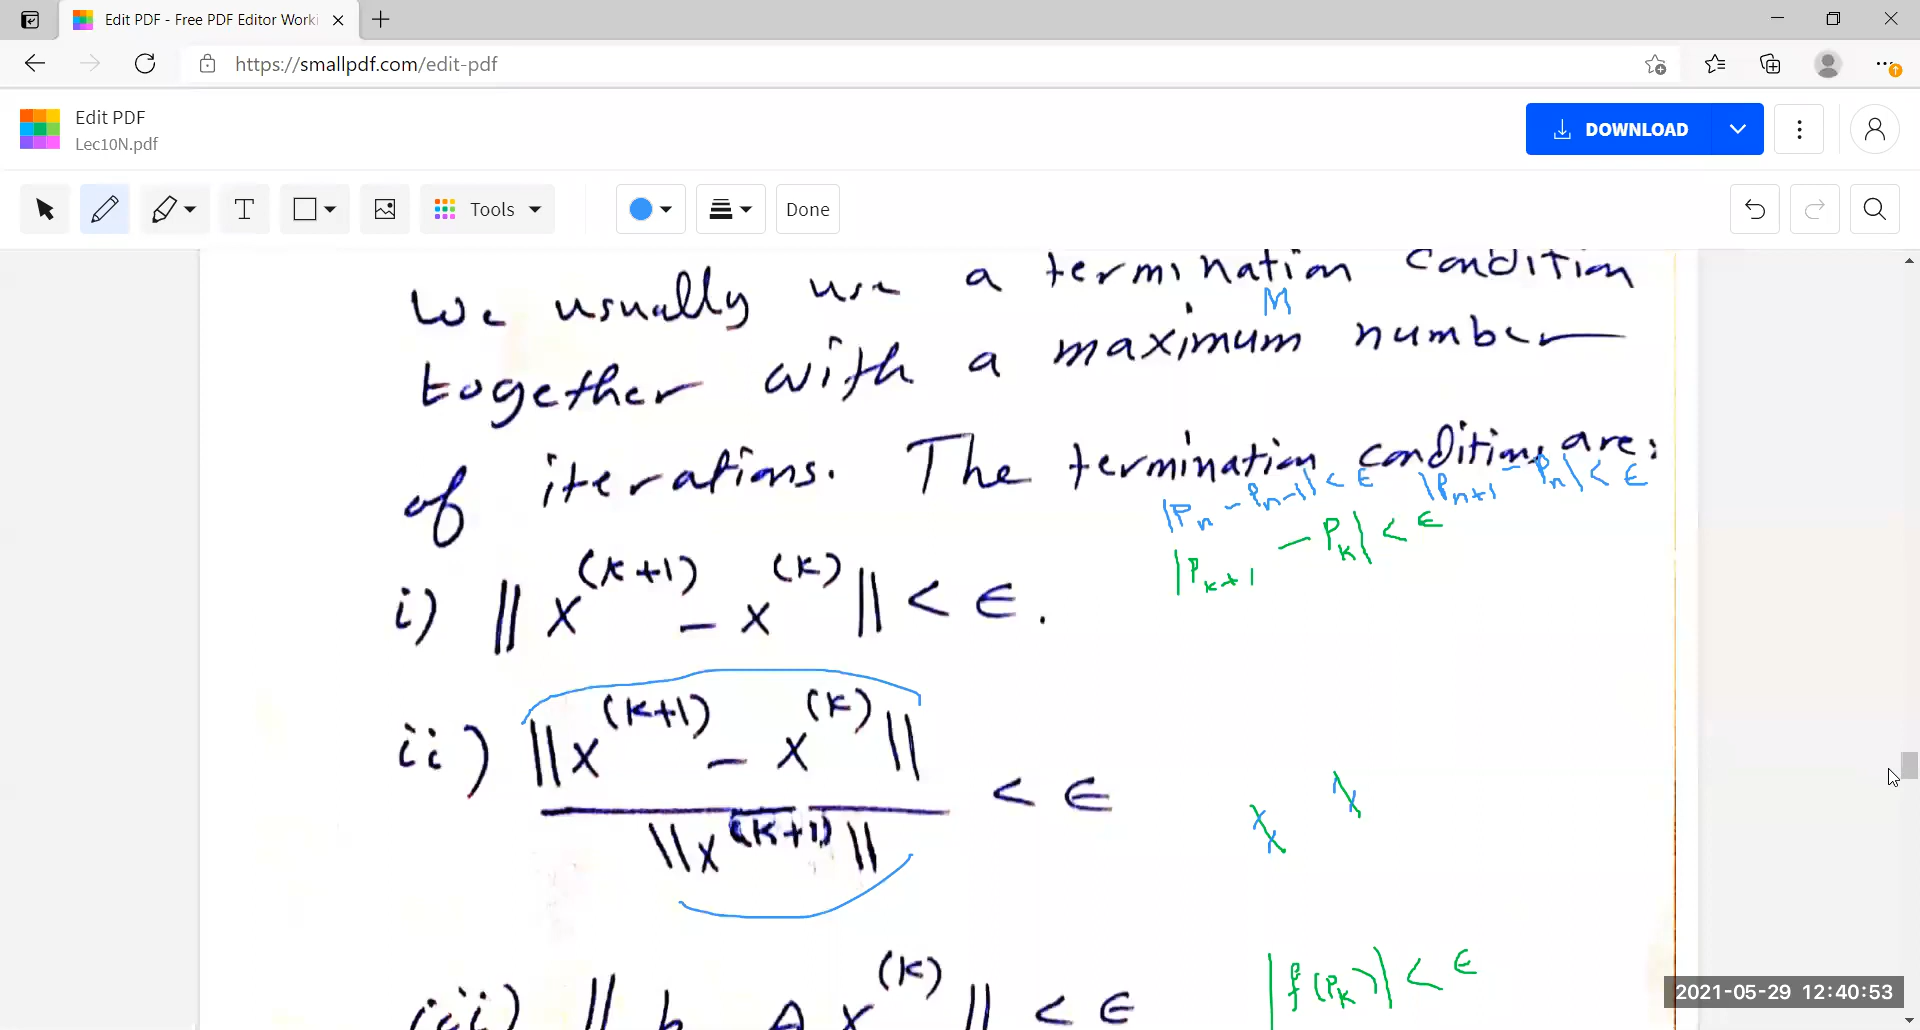 Edit PDF - Free PDF Editor Worki
https://smallpdf.com/edit-pdf
Edit PDF
Lec10N.pdf
DOWNLOAD
T Tools Done
We usually use a termination condition
M
together with a maximum number
of iterations. The termination conditions are:
|Pn - Pn-1| < ε |Pn+1 - Pn| < ε
|Pk+1 - Pk| < ε
i) || x^(k+1) - x^(k) || < ε.
ii) || x^(k+1) - x^(k) || / || x^(k+1) || < ε
iii) || b - A x^(k) || < ε
|f(Pk)| < ε
2021-05-29 12:40:53